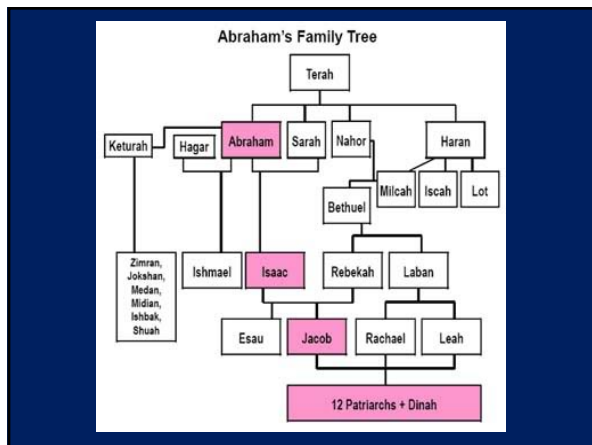 Abraham's Family Tree
Terah
Keturah
Hagar
Abraham
Sarah
Nahor
Haran
Milcah
Iscah
Lot
Bethuel
Zimran,
Jokshan,
Medan,
Midian,
Ishbak,
Shuah
Ishmael
Isaac
Rebekah
Laban
Esau
Jacob
Rachael
Leah
12 Patriarchs + Dinah